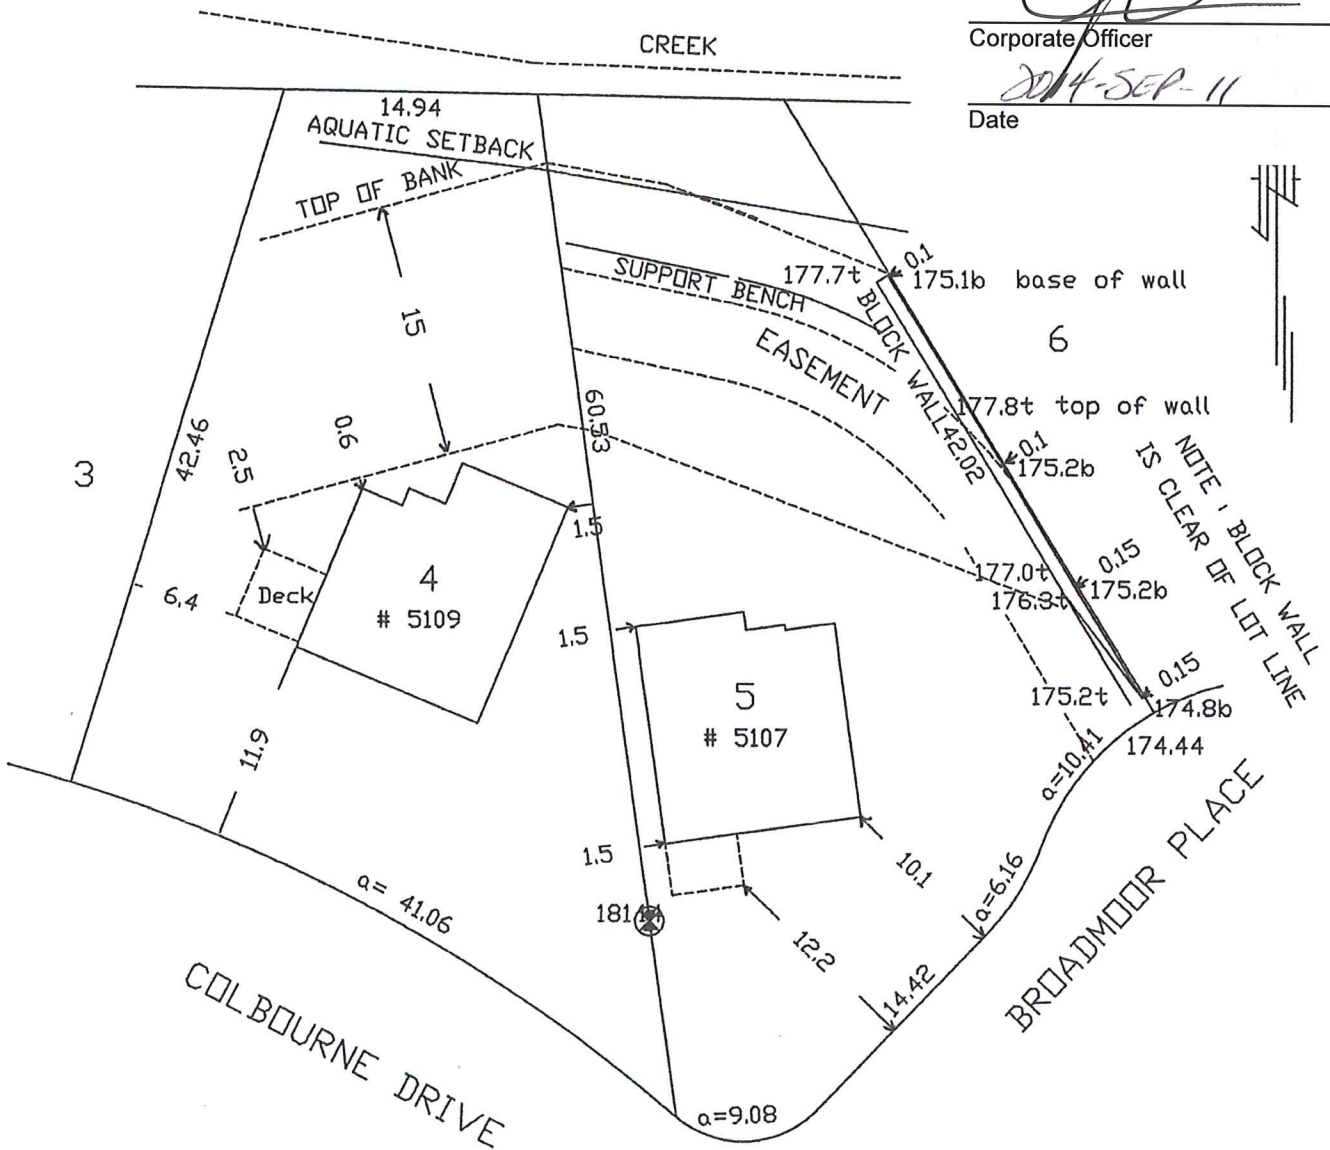 CREEK
Corporate Officer
2014-SEP-11
Date
14.94
AQUATIC SETBACK
TOP OF BANK
0.1
177.7t
175.1b base of wall
SUPPORT BENCH
15
6
EASEMENT
BLOCK WALL 42.02
177.8t top of wall
0.1
175.2b
NOTE : BLOCK WALL
IS CLEAR OF LOT LINE
60.53
42.46
0.6
2.5
3
1.5
0.15
177.0t
175.2b
176.3t
4
# 5109
Deck
6.4
1.5
0.15
5
# 5107
175.2t
174.8b
174.44
11.9
a=10.41
1.5
10.1
a= 41.06
a=6.16
12.2
14.42
BROADMOOR PLACE
COLBOURNE DRIVE
a=9.08